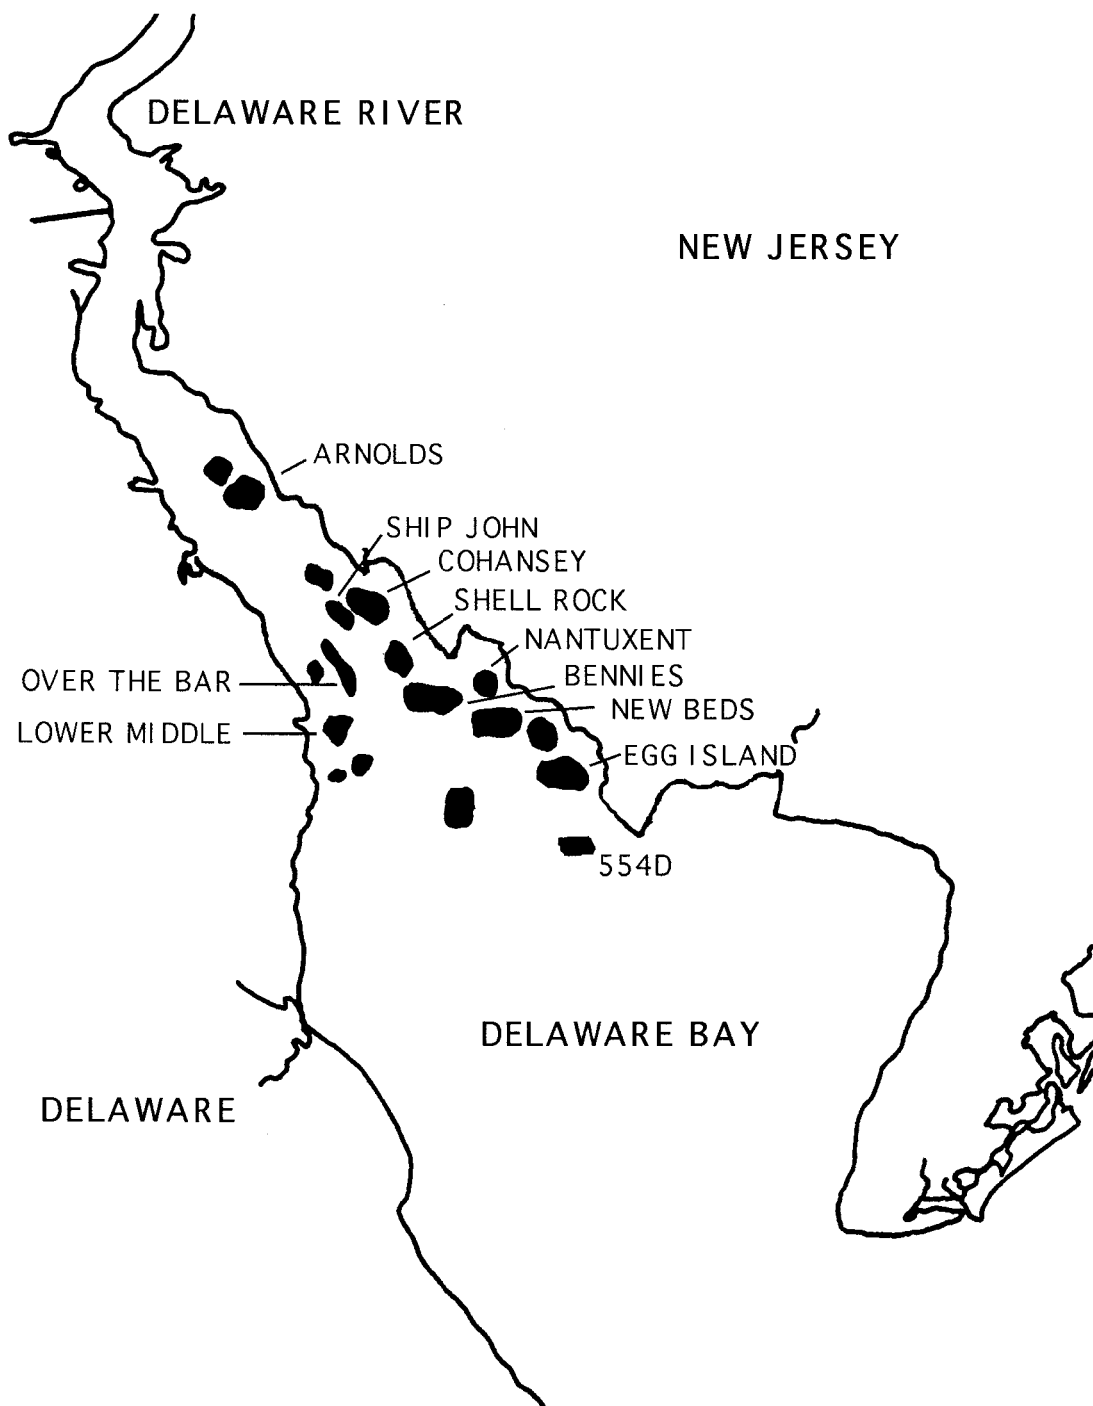 DELAWARE RIVER
NEW JERSEY
ARNOLDS
SHIP JOHN
COHANSEY
SHELL ROCK
NANTUXENT
BENNIES
OVER THE BAR
NEW BEDS
LOWER MIDDLE
EGG ISLAND
554D
DELAWARE BAY
DELAWARE